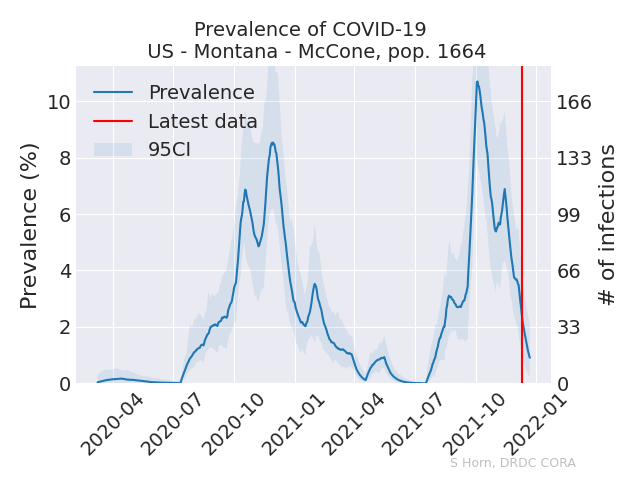 Prevalence of COVID-19
US - Montana - McCone, pop. 1664
Prevalence
Latest data
95CI
Prevalence (%)
10
8
6
4
2
0
166
133
99
66
33
0
# of infections
2020-04
2020-07
2020-10
2021-01
2021-04
2021-07
2021-10
2022-01
S Horn, DRDC CORA